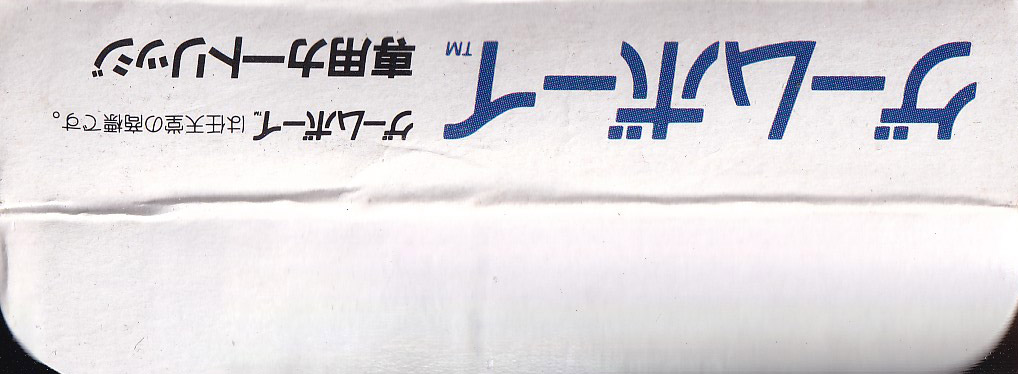 ゲームボーイ™
専用カートリッジ
ゲームボーイ™は任天堂の商標です。